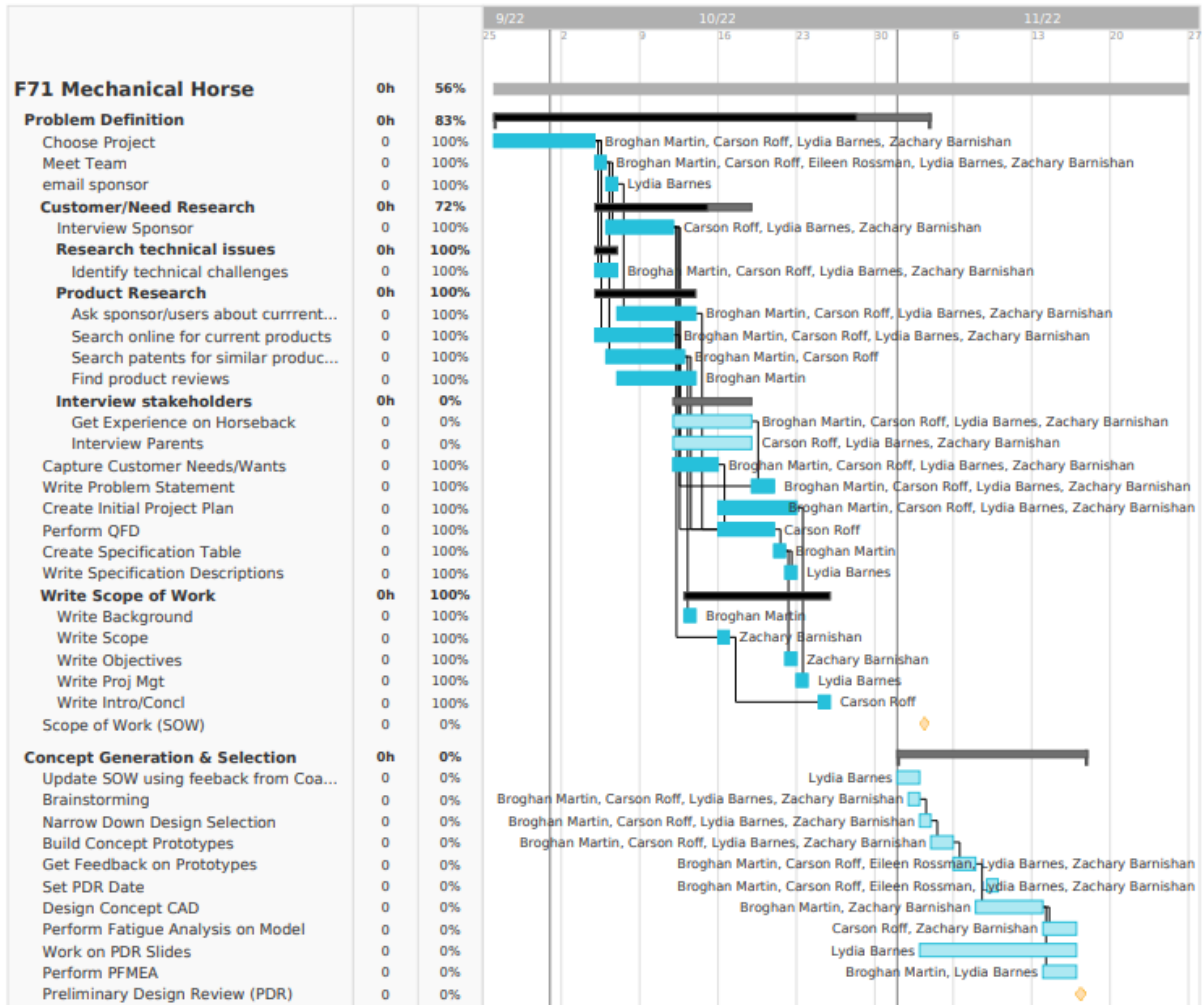 9/22 10/22 11/22
25 2 9 16 23 30 6 13 20 27
F71 Mechanical Horse 0h 56%
Problem Definition 0h 83%
Choose Project 0 100% Broghan Martin, Carson Roff, Lydia Barnes, Zachary Barnishan
Meet Team 0 100% Broghan Martin, Carson Roff, Eileen Rossman, Lydia Barnes, Zachary Barnishan
email sponsor 0 100% Lydia Barnes
Customer/Need Research 0h 72%
Interview Sponsor 0 100% Carson Roff, Lydia Barnes, Zachary Barnishan
Research technical issues 0h 100%
Identify technical challenges 0 100% Broghan Martin, Carson Roff, Lydia Barnes, Zachary Barnishan
Product Research 0h 100%
Ask sponsor/users about currrent... 0 100% Broghan Martin, Carson Roff, Lydia Barnes, Zachary Barnishan
Search online for current products 0 100% Broghan Martin, Carson Roff, Lydia Barnes, Zachary Barnishan
Search patents for similar produc... 0 100% Broghan Martin, Carson Roff
Find product reviews 0 100% Broghan Martin
Interview stakeholders 0h 0%
Get Experience on Horseback 0 0% Broghan Martin, Carson Roff, Lydia Barnes, Zachary Barnishan
Interview Parents 0 0% Carson Roff, Lydia Barnes, Zachary Barnishan
Capture Customer Needs/Wants 0 100% Broghan Martin, Carson Roff, Lydia Barnes, Zachary Barnishan
Write Problem Statement 0 100% Broghan Martin, Carson Roff, Lydia Barnes, Zachary Barnishan
Create Initial Project Plan 0 100% Broghan Martin, Carson Roff, Lydia Barnes, Zachary Barnishan
Perform QFD 0 100% Carson Roff
Create Specification Table 0 100% Broghan Martin
Write Specification Descriptions 0 100% Lydia Barnes
Write Scope of Work 0h 100%
Write Background 0 100% Broghan Martin
Write Scope 0 100% Zachary Barnishan
Write Objectives 0 100% Zachary Barnishan
Write Proj Mgt 0 100% Lydia Barnes
Write Intro/Concl 0 100% Carson Roff
Scope of Work (SOW) 0 0%
Concept Generation & Selection 0h 0%
Update SOW using feeback from Coa... 0 0% Lydia Barnes
Brainstorming 0 0% Broghan Martin, Carson Roff, Lydia Barnes, Zachary Barnishan
Narrow Down Design Selection 0 0% Broghan Martin, Carson Roff, Lydia Barnes, Zachary Barnishan
Build Concept Prototypes 0 0% Broghan Martin, Carson Roff, Lydia Barnes, Zachary Barnishan
Get Feedback on Prototypes 0 0% Broghan Martin, Carson Roff, Eileen Rossman, Lydia Barnes, Zachary Barnishan
Set PDR Date 0 0% Broghan Martin, Carson Roff, Eileen Rossman, Lydia Barnes, Zachary Barnishan
Design Concept CAD 0 0% Broghan Martin, Zachary Barnishan
Perform Fatigue Analysis on Model 0 0% Carson Roff, Zachary Barnishan
Work on PDR Slides 0 0% Lydia Barnes
Perform PFMEA 0 0% Broghan Martin, Lydia Barnes
Preliminary Design Review (PDR) 0 0%